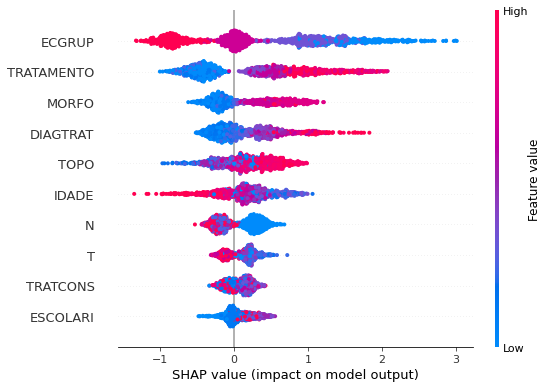 High
ECGRUP
TRATAMENTO
MORFO
DIAGTRAT
TOPO
IDADE
N
T
TRATCONS
ESCOLARI
Feature value
Low
−1 0 1 2 3
SHAP value (impact on model output)